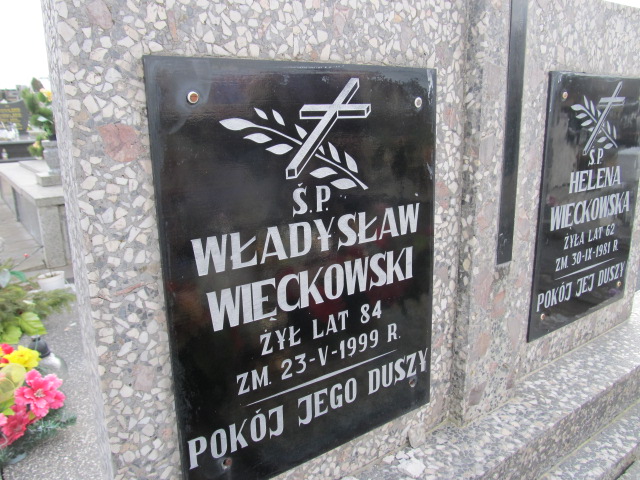 Ś.P.
WŁADYSŁAW
WIĘCKOWSKI
ŻYŁ LAT 84
ZM. 23-V-1999 R.
POKÓJ JEGO DUSZY
Ś.P.
HELENA
WIĘCKOWSKA
ŻYŁA LAT 62
ZM. 30-IX-1981 R.
POKÓJ JEJ DUSZY